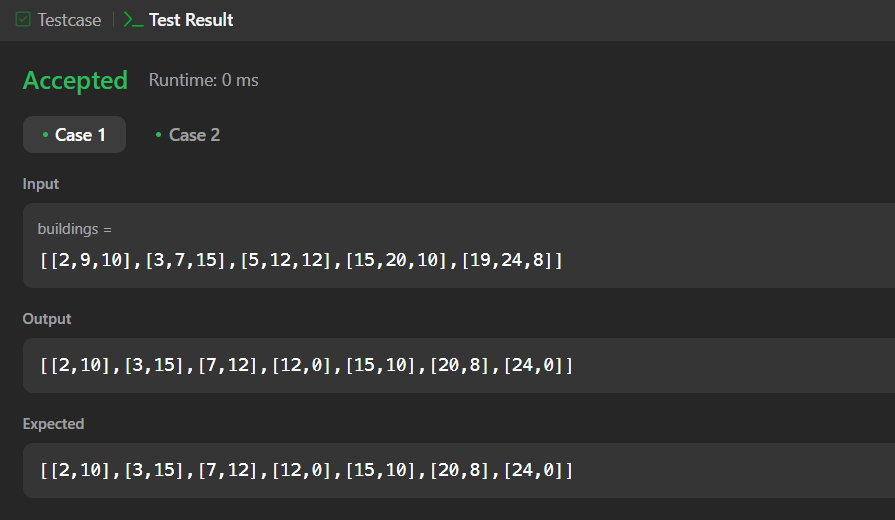 Testcase | >_ Test Result
Accepted Runtime: 0 ms
• Case 1 • Case 2
Input
buildings =
[[2,9,10],[3,7,15],[5,12,12],[15,20,10],[19,24,8]]
Output
[[2,10],[3,15],[7,12],[12,0],[15,10],[20,8],[24,0]]
Expected
[[2,10],[3,15],[7,12],[12,0],[15,10],[20,8],[24,0]]